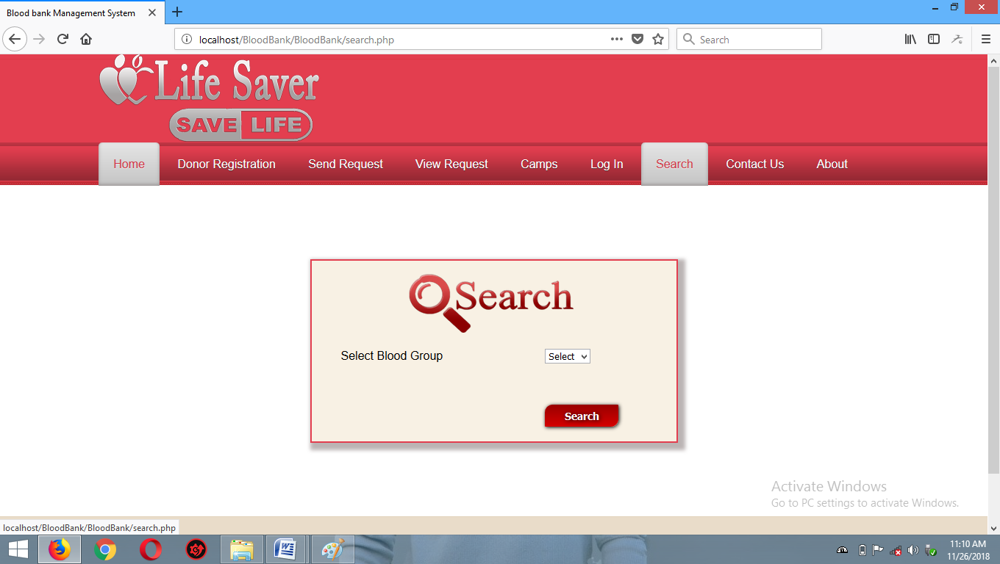 Blood bank Management System
localhost/BloodBank/BloodBank/search.php
Search
Life Saver
SAVE LIFE
Home Donor Registration Send Request View Request Camps Log In Search Contact Us About
Search
Select Blood Group Select
Search
Activate Windows
Go to PC settings to activate Windows.
localhost/BloodBank/BloodBank/search.php
11:10 AM
11/26/2018